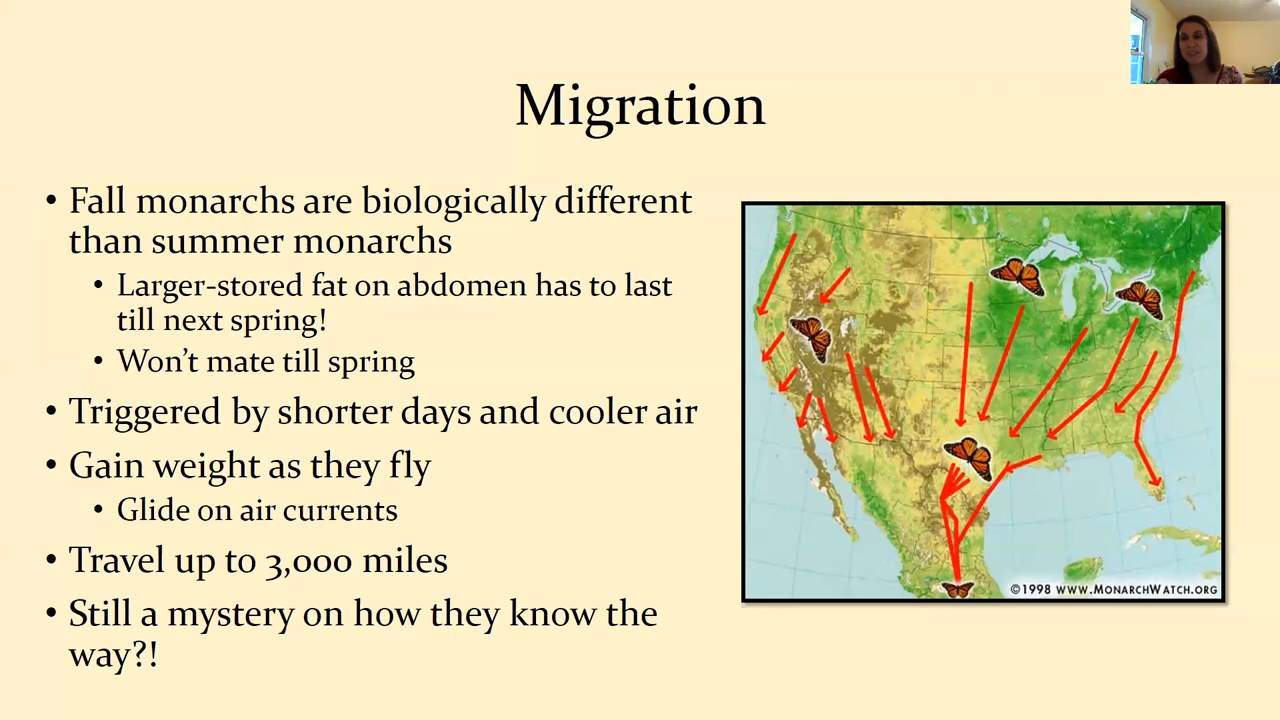 Migration
• Fall monarchs are biologically different
than summer monarchs
• Larger-stored fat on abdomen has to last
till next spring!
• Won’t mate till spring
• Triggered by shorter days and cooler air
• Gain weight as they fly
• Glide on air currents
• Travel up to 3,000 miles
• Still a mystery on how they know the
way?!
©1998 www.MonarchWatch.org